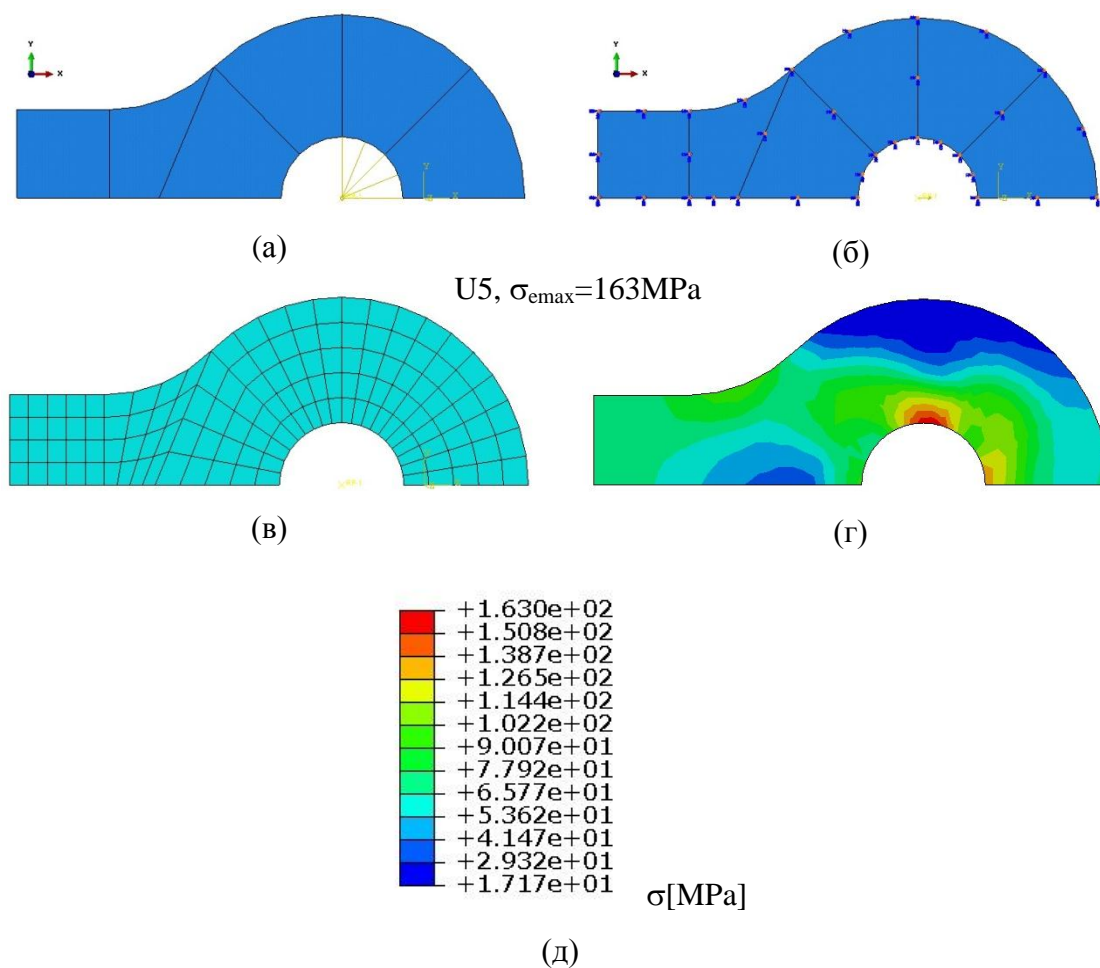 Y
X
Y
X
Y
X
Y
X
(а)
(б)
U5, σemax=163MPa
(в)
(г)
+1.630e+02
+1.508e+02
+1.387e+02
+1.265e+02
+1.144e+02
+1.022e+02
+9.007e+01
+7.792e+01
+6.577e+01
+5.362e+01
+4.147e+01
+2.932e+01
+1.717e+01
σ[MPa]
(д)